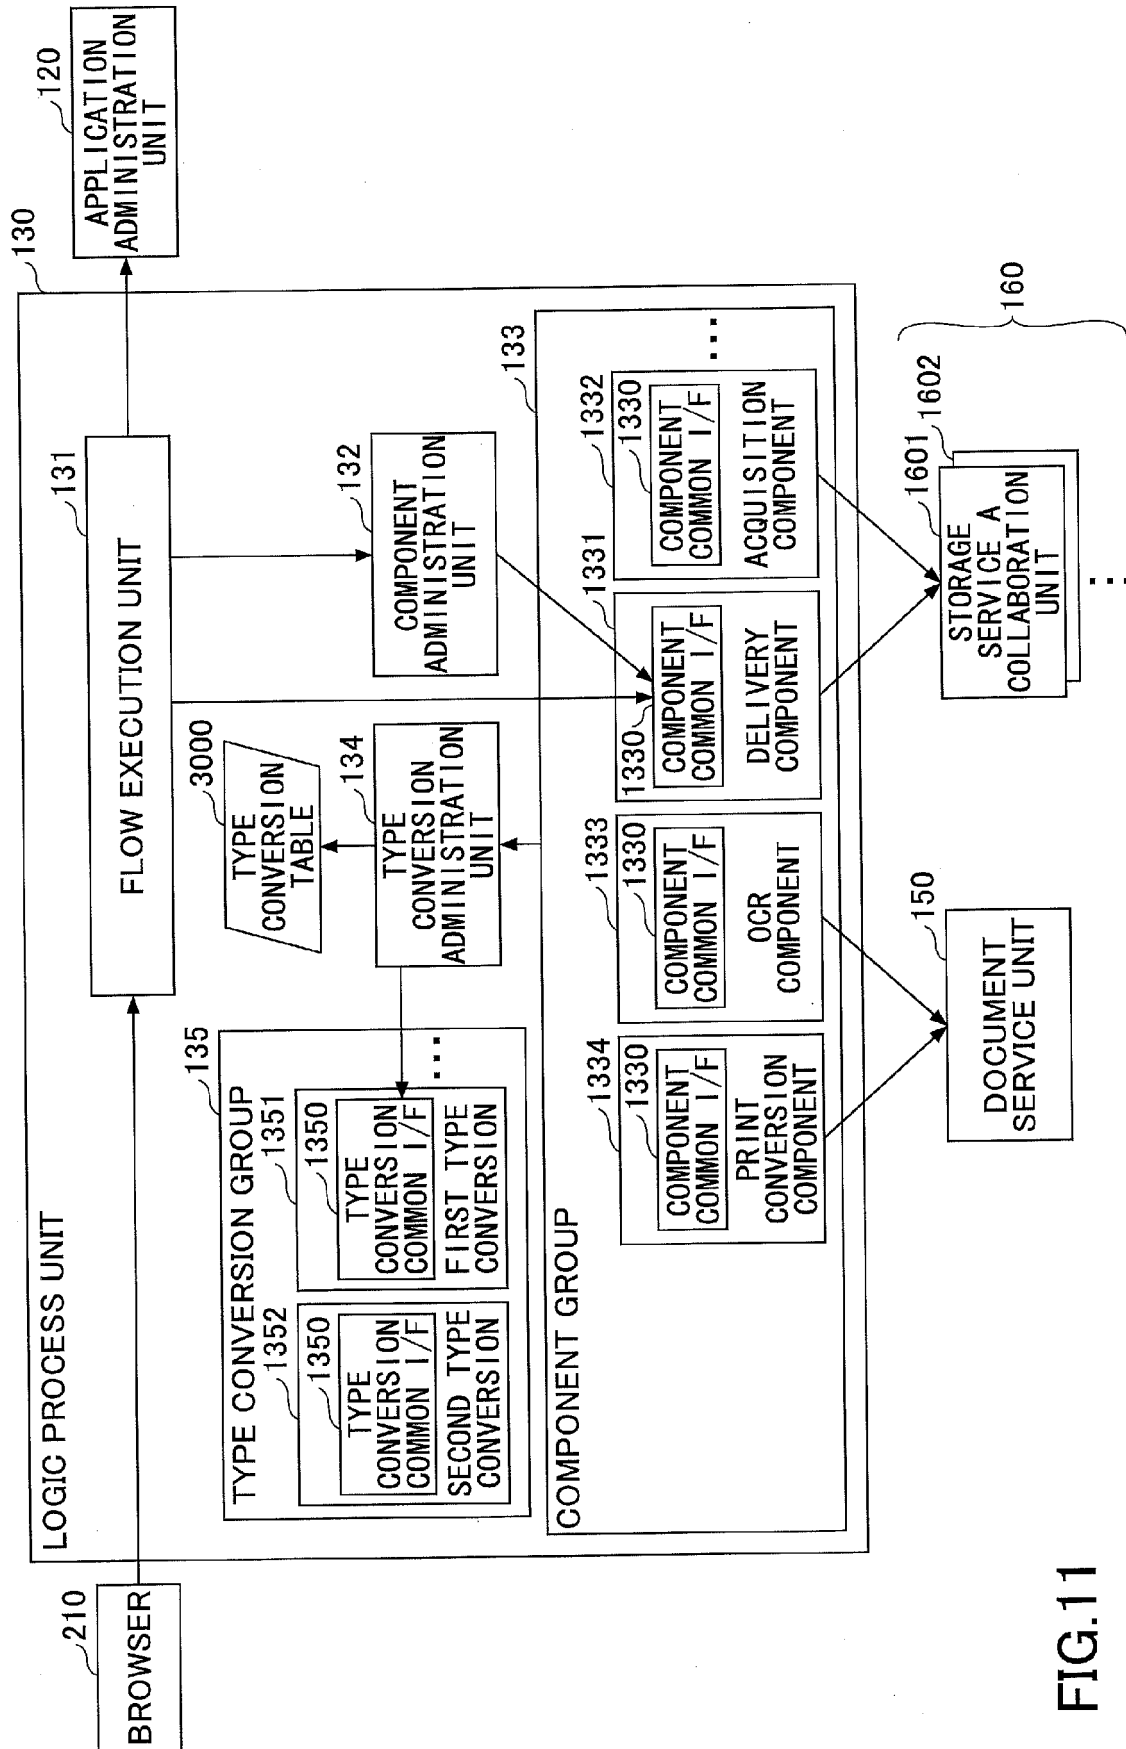 210
BROWSER
LOGIC PROCESS UNIT
130
131
FLOW EXECUTION UNIT
120
APPLICATION
ADMINISTRATION
UNIT
TYPE CONVERSION GROUP
135
1352
1350
TYPE
CONVERSION
COMMON I/F
SECOND TYPE
CONVERSION
1351
1350
TYPE
CONVERSION
COMMON I/F
FIRST TYPE
CONVERSION
...
3000
TYPE
CONVERSION
TABLE
134
TYPE
CONVERSION
ADMINISTRATION
UNIT
132
COMPONENT
ADMINISTRATION
UNIT
COMPONENT GROUP
133
1334
1330
COMPONENT
COMMON I/F
PRINT
CONVERSION
COMPONENT
1333
1330
COMPONENT
COMMON I/F
OCR
COMPONENT
1331
1330
COMPONENT
COMMON I/F
DELIVERY
COMPONENT
1332
1330
COMPONENT
COMMON I/F
ACQUISITION
COMPONENT
...
150
DOCUMENT
SERVICE UNIT
160
1601
1602
STORAGE
SERVICE A
COLLABORATION
UNIT
...
FIG.11